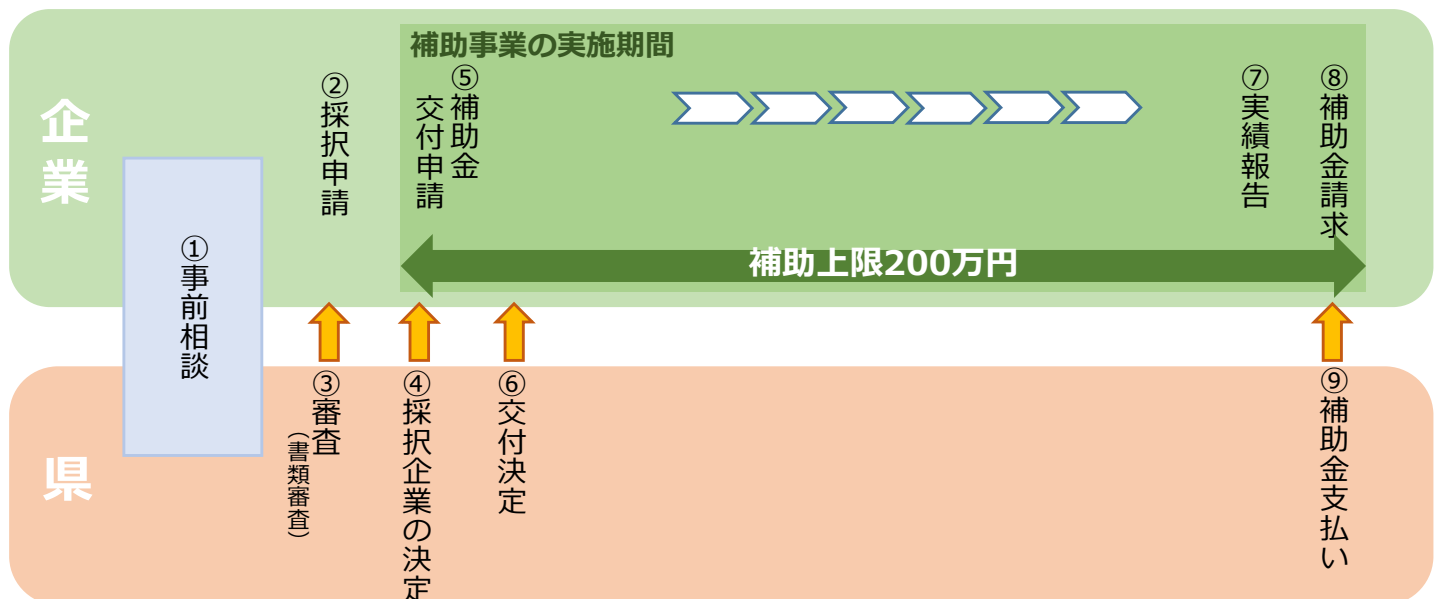 企業
補助事業の実施期間
①事前相談
②採択申請
⑤補助金
交付申請
⑦実績報告
⑧補助金請求
補助上限200万円
県
③審査
（書類審査）
④採択企業の決定
⑥交付決定
⑨補助金支払い